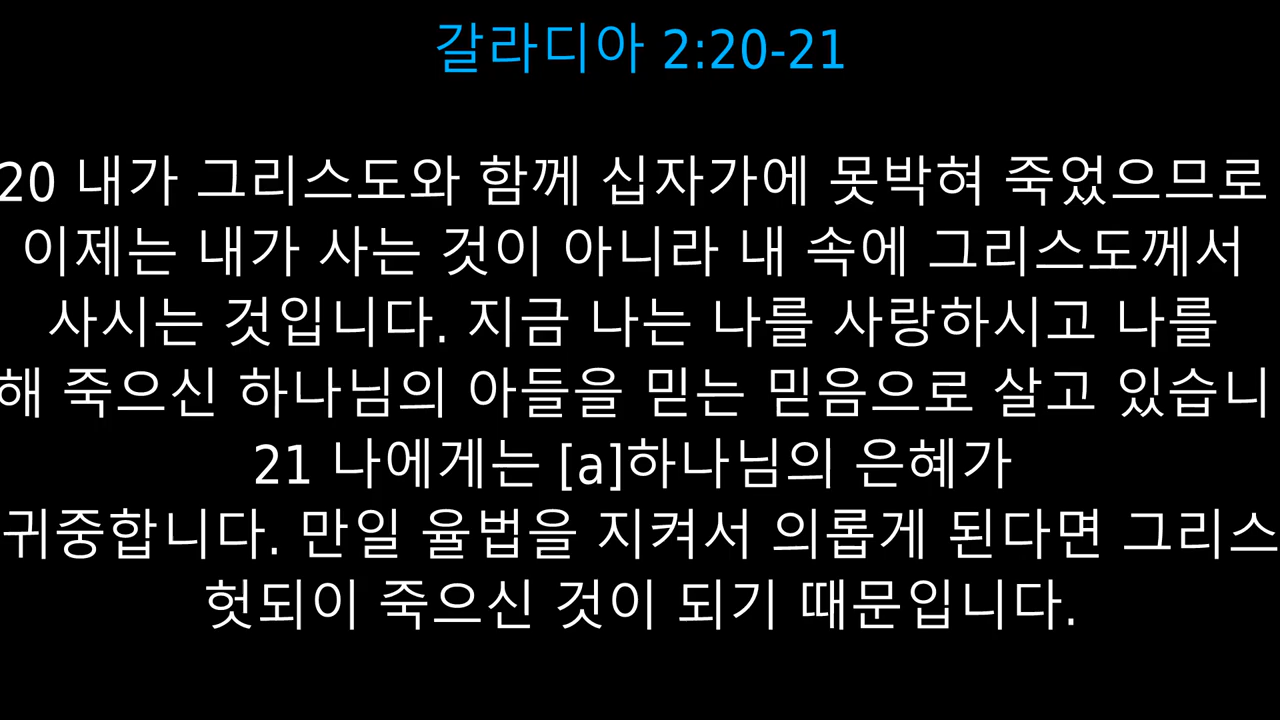 갈라디아 2:20-21
20 내가 그리스도와 함께 십자가에 못박혀 죽었으므로
이제는 내가 사는 것이 아니라 내 속에 그리스도께서
사시는 것입니다. 지금 나는 나를 사랑하시고 나를
해 죽으신 하나님의 아들을 믿는 믿음으로 살고 있습니
21 나에게는 [a]하나님의 은혜가
귀중합니다. 만일 율법을 지켜서 의롭게 된다면 그리스
헛되이 죽으신 것이 되기 때문입니다.